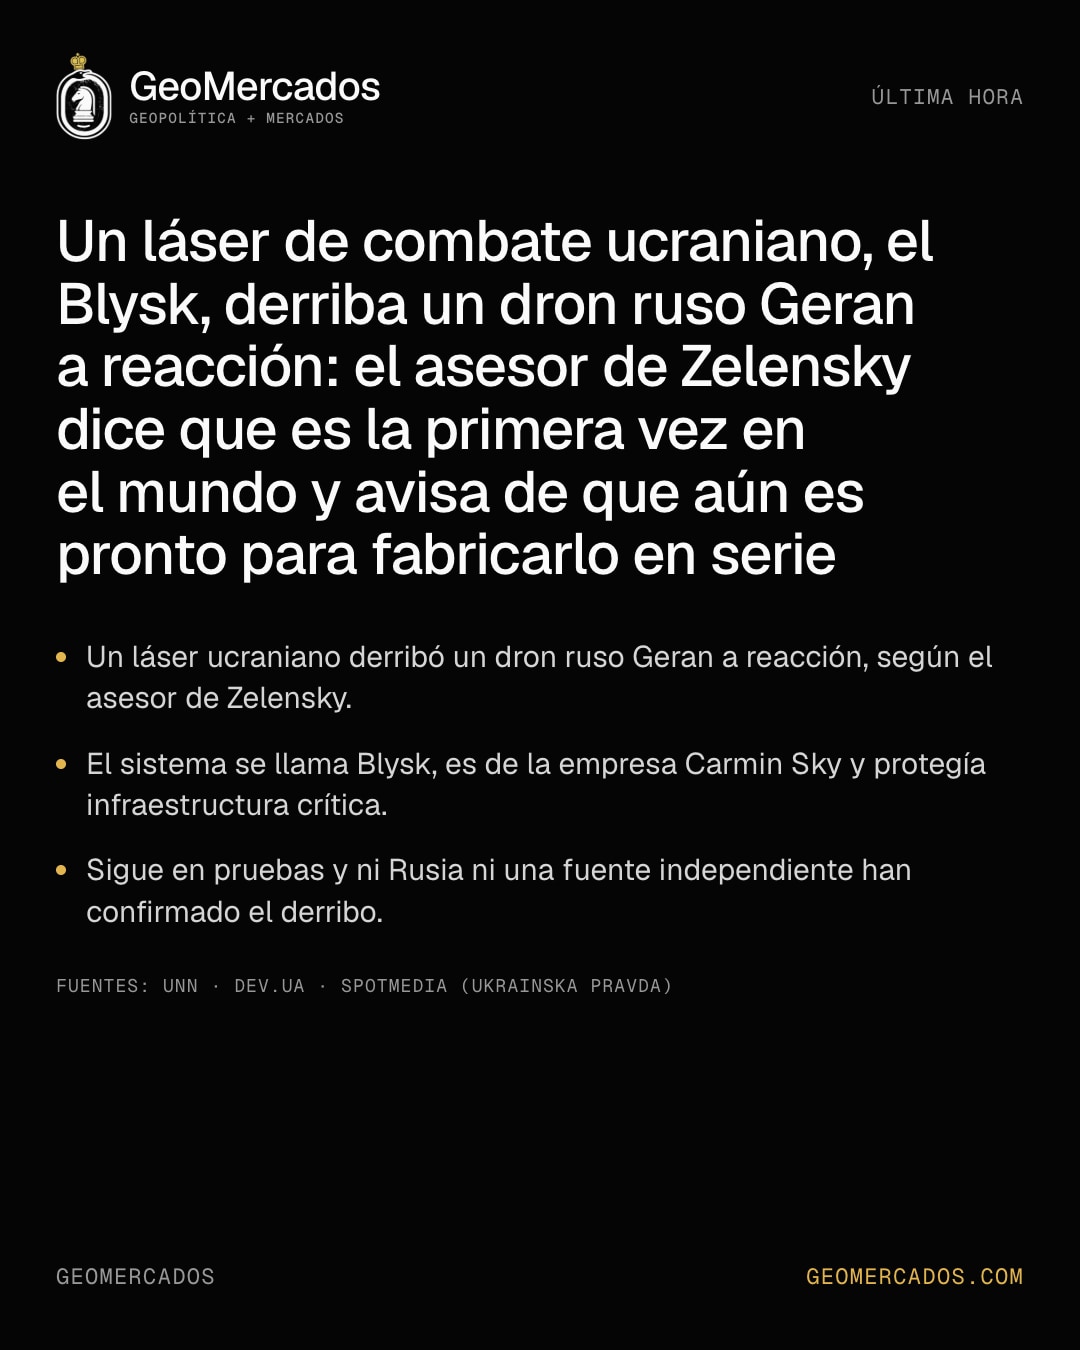 GeoMercados
GEOPOLÍTICA + MERCADOS
ÚLTIMA HORA
Un láser de combate ucraniano, el
Blysk, derriba un dron ruso Geran
a reacción: el asesor de Zelensky
dice que es la primera vez en
el mundo y avisa de que aún es
pronto para fabricarlo en serie
• Un láser ucraniano derribó un dron ruso Geran a reacción, según el
asesor de Zelensky.
• El sistema se llama Blysk, es de la empresa Carmin Sky y protegía
infraestructura crítica.
• Sigue en pruebas y ni Rusia ni una fuente independiente han
confirmado el derribo.
FUENTES: UNN · DEV.UA · SPOTMEDIA (UKRAINSKA PRAVDA)
GEOMERCADOS
GEOMERCADOS.COM